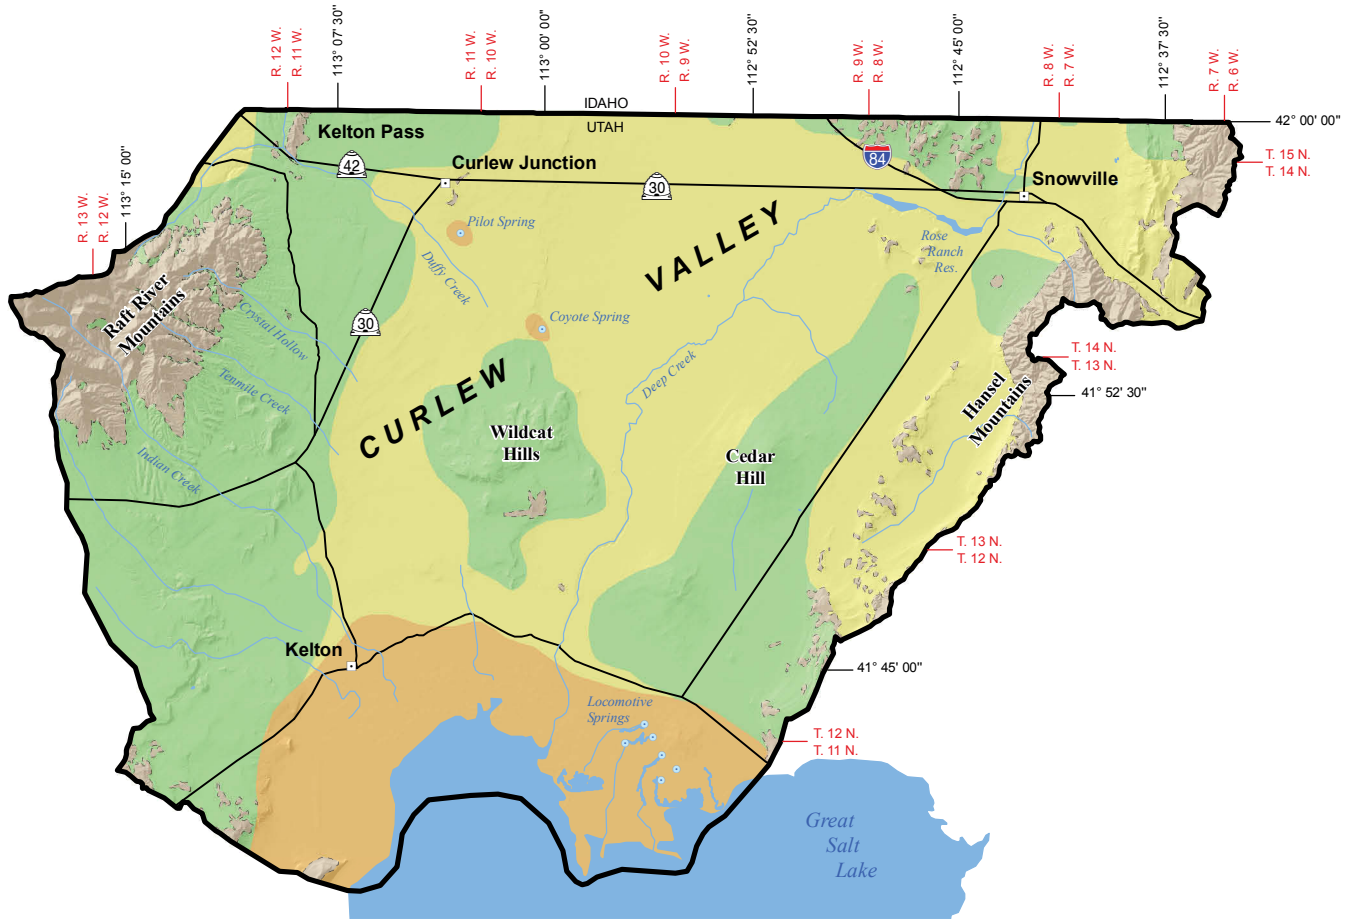 R. 12 W.
R. 11 W.
113° 07' 30"
R. 11 W.
R. 10 W.
113° 00' 00"
R. 10 W.
R. 9 W.
112° 52' 30"
R. 9 W.
R. 8 W.
112° 45' 00"
R. 8 W.
R. 7 W.
112° 37' 30"
R. 7 W.
R. 6 W.
IDAHO
UTAH
42° 00' 00"
Kelton Pass
42
Curlew Junction
30
84
Snowville
T. 15 N.
T. 14 N.
113° 15' 00"
R. 13 W.
R. 12 W.
Pilot Spring
Duffy Creek
VALLEY
Rose
Ranch
Res.
Raft River
Mountains
Crystal Hollow
30
Coyote Spring
Tenmile Creek
Deep Creek
CURLEW
T. 14 N.
T. 13 N.
41° 52' 30"
Hansel
Mountains
Wildcat
Hills
Cedar
Hill
Indian Creek
T. 13 N.
T. 12 N.
Kelton
41° 45' 00"
Locomotive
Springs
T. 12 N.
T. 11 N.
Great
Salt
Lake